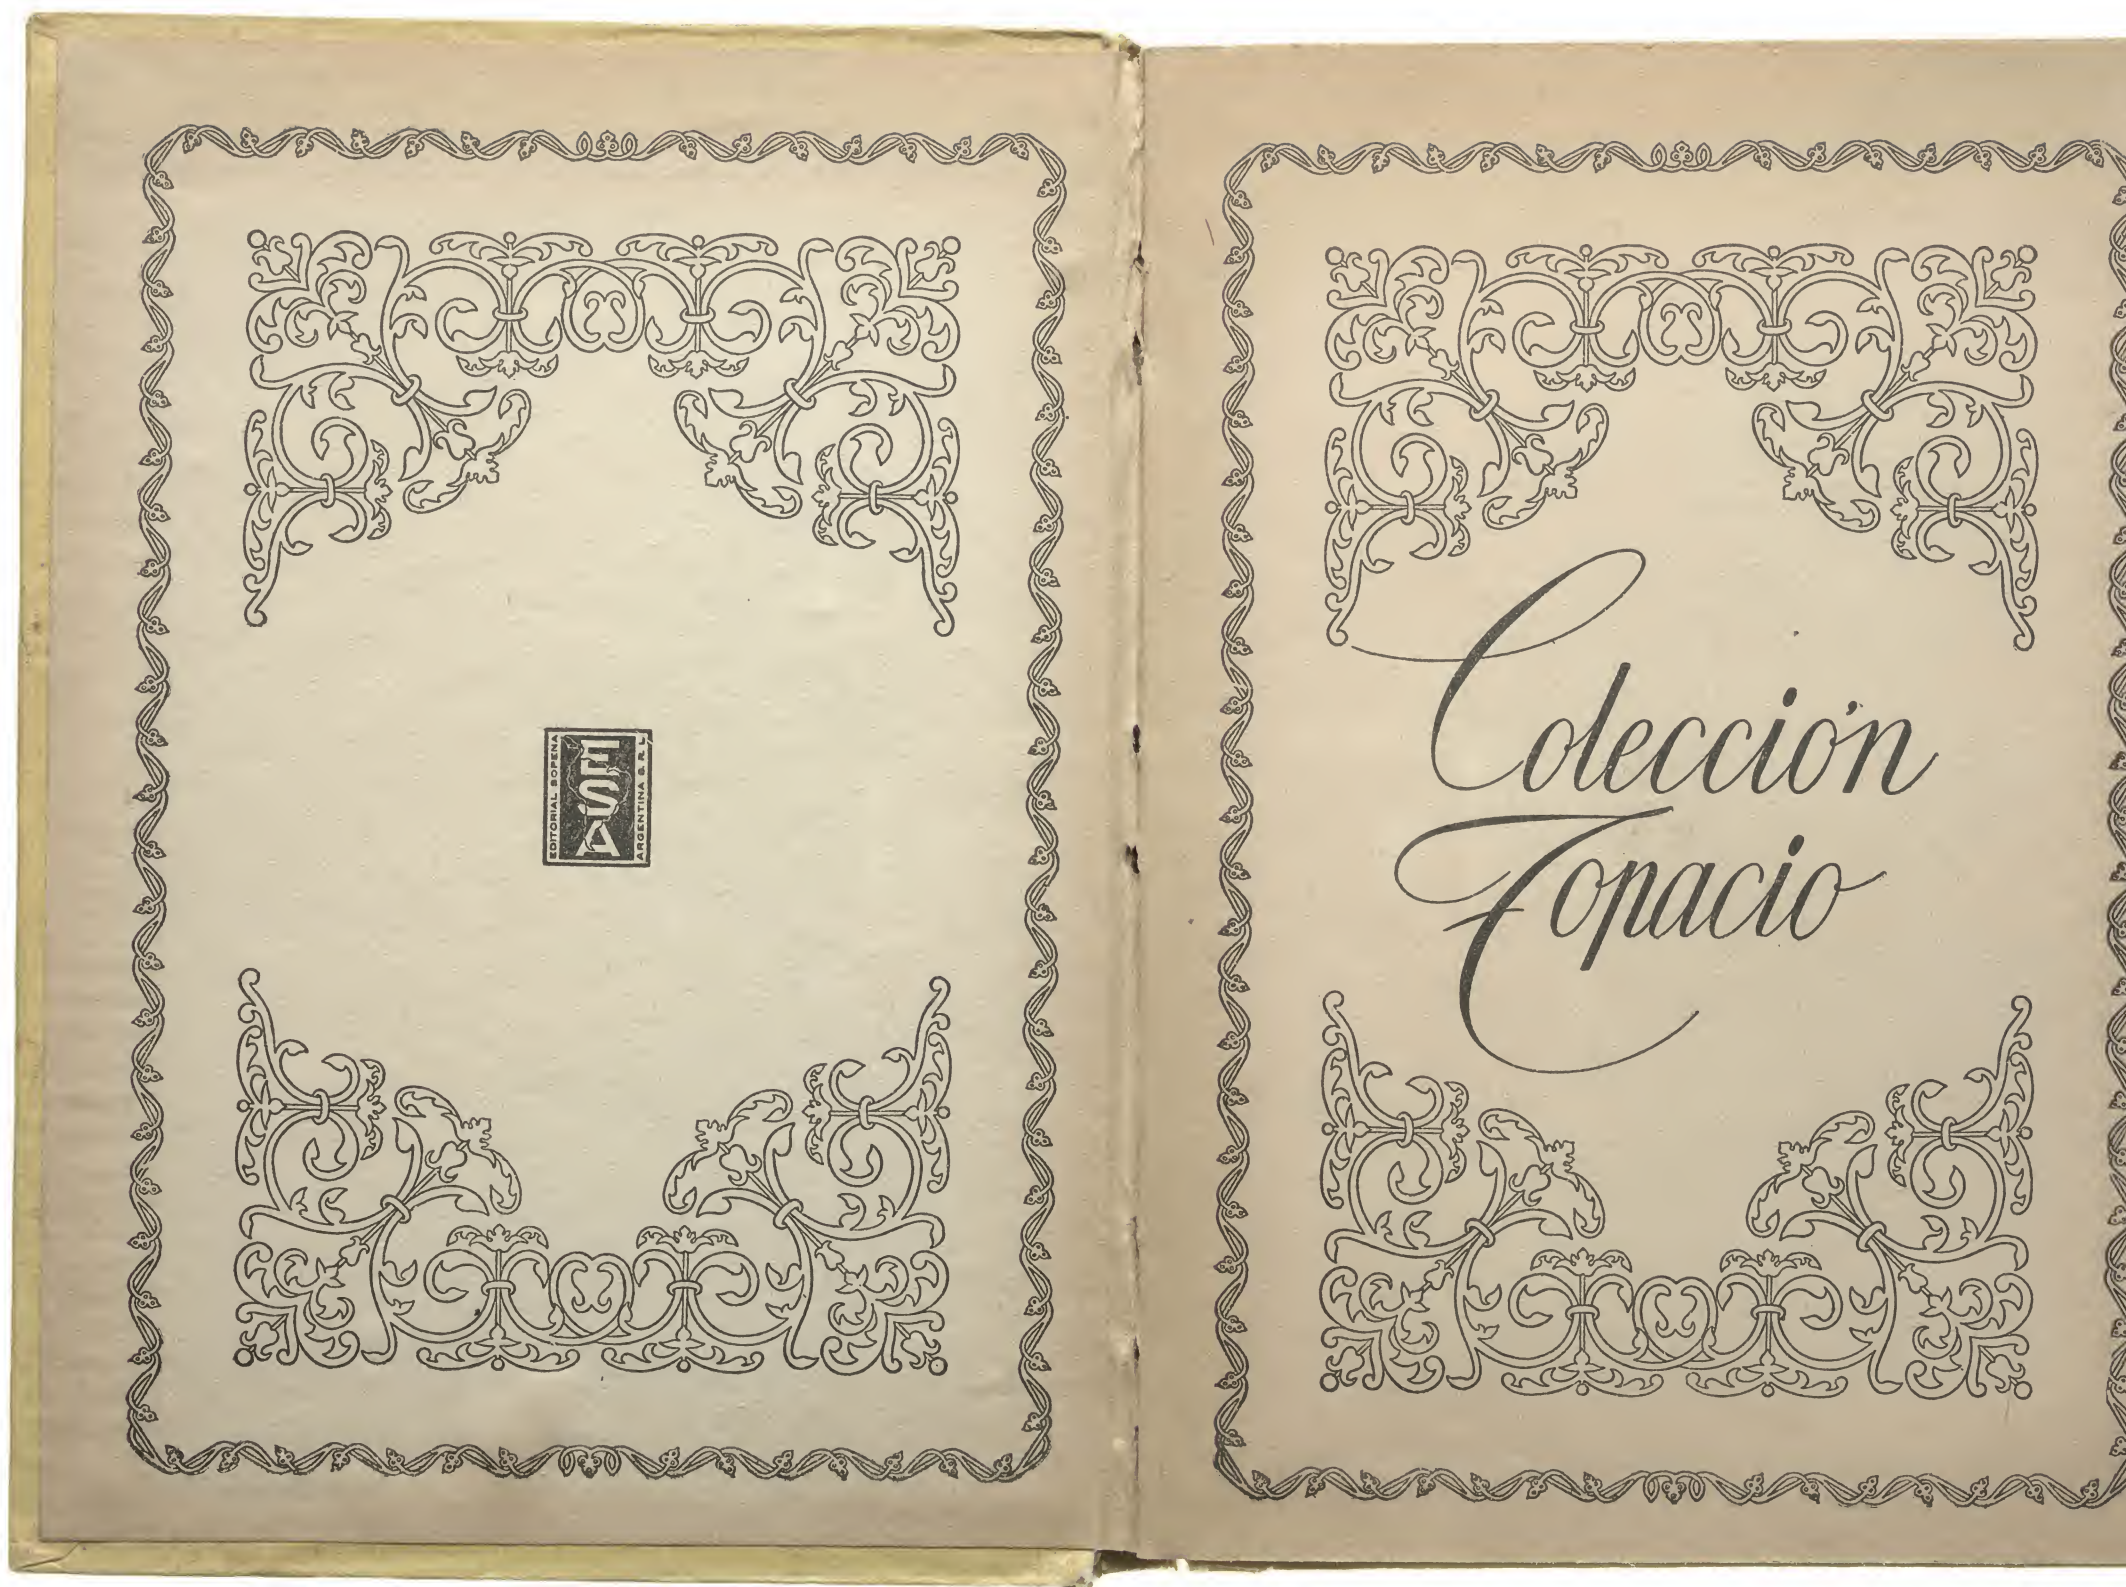 EDITORIAL SOPENA
ESA
ARGENTINA S. R. L.
Colección
Topacio